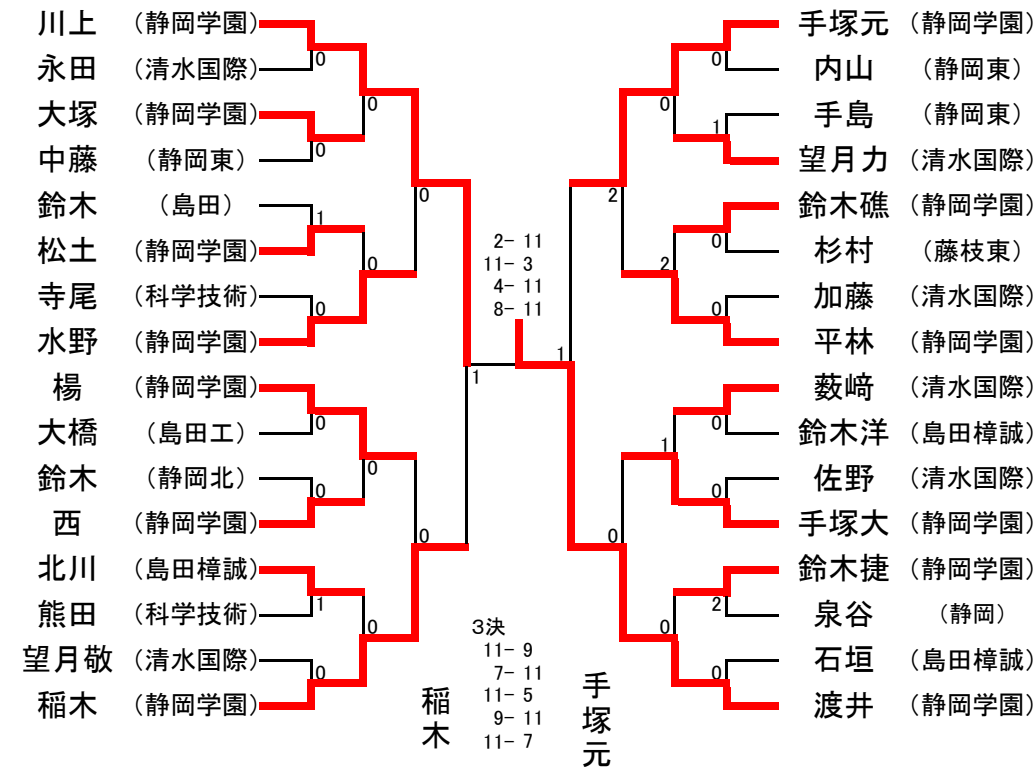 川上 （静岡学園）
永田 （清水国際）
大塚 （静岡学園）
中藤 （静岡東）
鈴木 （島田）
松土 （静岡学園）
寺尾 （科学技術）
水野 （静岡学園）
楊 （静岡学園）
大橋 （島田工）
鈴木 （静岡北）
西 （静岡学園）
北川 （島田樟誠）
熊田 （科学技術）
望月敬 （清水国際）
稲木 （静岡学園）
0
0
1
0
0
0
1
0
0
0
0
0
0
0
1
2- 11
11- 3
4- 11
8- 11
3決
11- 9
7- 11
11- 5
9- 11
11- 7
稲木
手塚元
1
2
0
0
2
1
0
0
1
0
0
0
0
2
0
手塚元 （静岡学園）
内山 （静岡東）
手島 （静岡東）
望月力 （清水国際）
鈴木礁 （静岡学園）
杉村 （藤枝東）
加藤 （清水国際）
平林 （静岡学園）
薮﨑 （清水国際）
鈴木洋 （島田樟誠）
佐野 （清水国際）
手塚大 （静岡学園）
鈴木捷 （静岡学園）
泉谷 （静岡）
石垣 （島田樟誠）
渡井 （静岡学園）